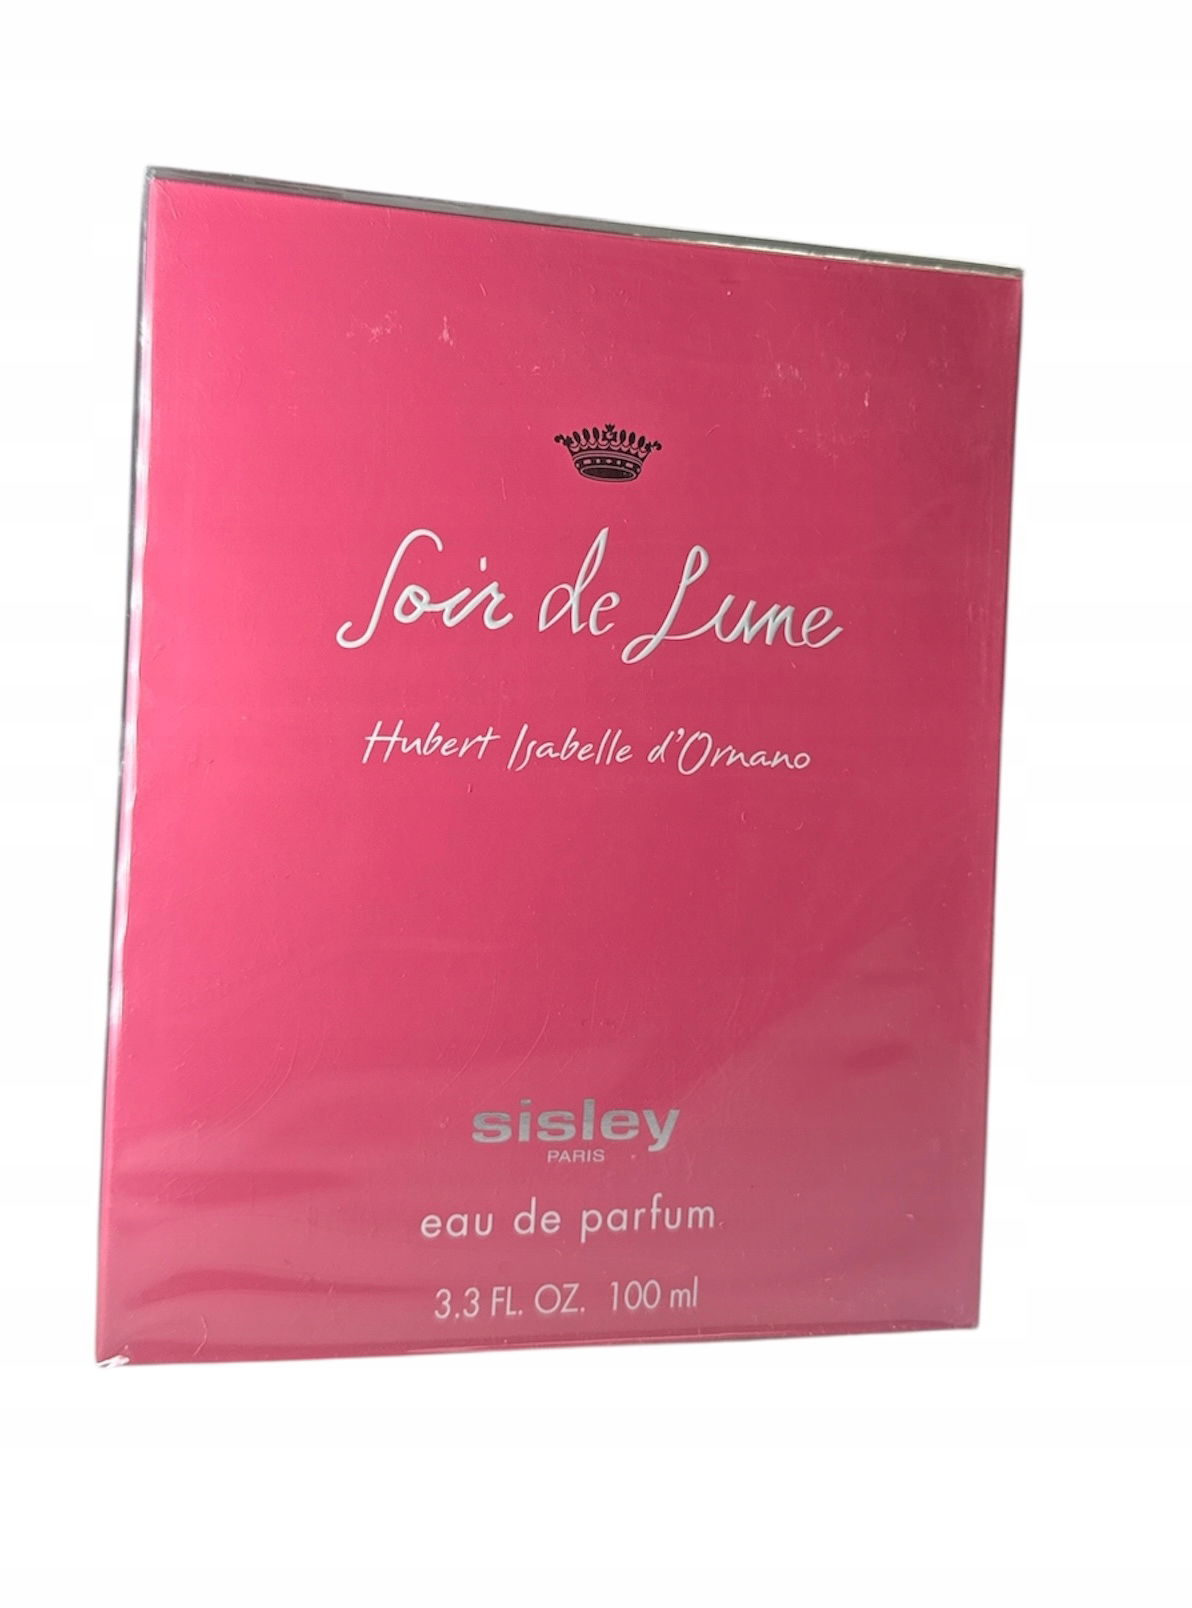 Soir de Lune
Hubert Isabelle d'Ornano
sisley
PARIS
eau de parfum
3.3 FL. OZ. 100 ml